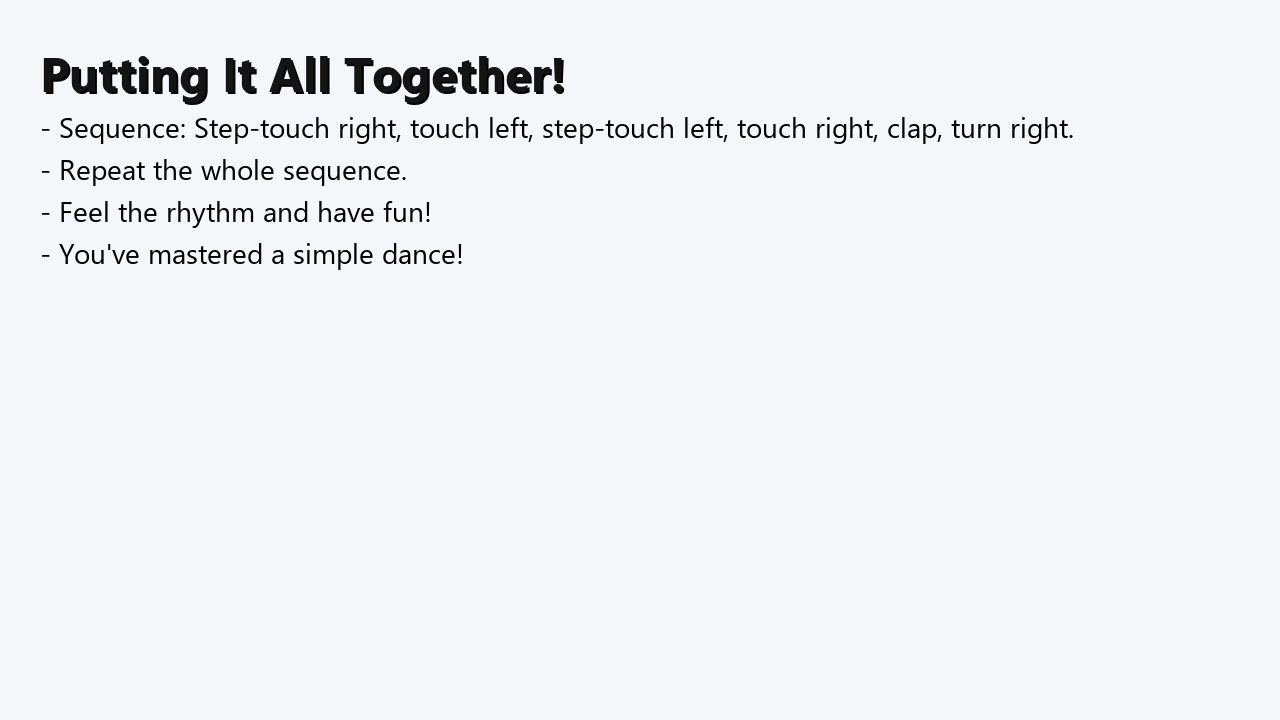 Putting It All Together!
- Sequence: Step-touch right, touch left, step-touch left, touch right, clap, turn right.
- Repeat the whole sequence.
- Feel the rhythm and have fun!
- You've mastered a simple dance!